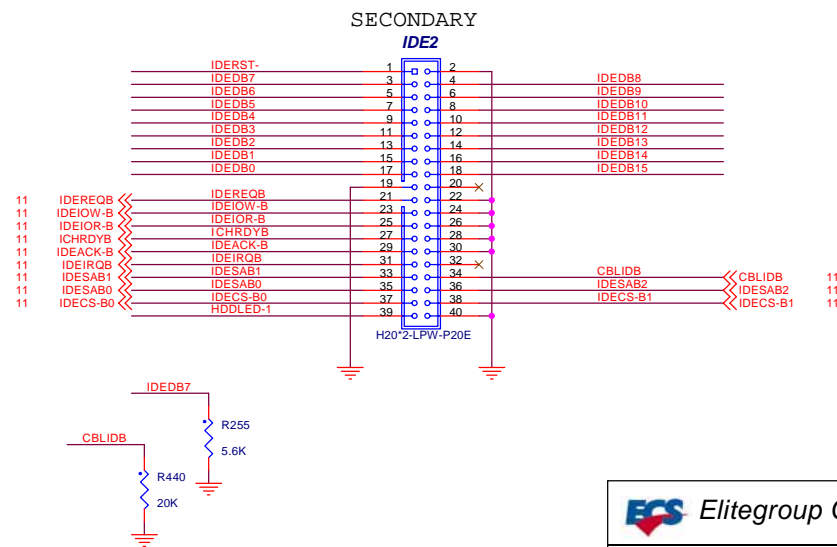 SECONDARY
IDE2
IDERST- 1 2
IDEDB7 3 4 IDEDB8
IDEDB6 5 6 IDEDB9
IDEDB5 7 8 IDEDB10
IDEDB4 9 10 IDEDB11
IDEDB3 11 12 IDEDB12
IDEDB2 13 14 IDEDB13
IDEDB1 15 16 IDEDB14
IDEDB0 17 18 IDEDB15
19 20
11 IDEREQB IDEREQB 21 22
11 IDEIOW-B IDEIOW-B 23 24
11 IDEIOR-B IDEIOR-B 25 26
11 ICHRDYB ICHRDYB 27 28
11 IDEACK-B IDEACK-B 29 30
11 IDEIRQB IDEIRQB 31 32
11 IDESAB1 IDESAB1 33 34 CBLIDB CBLIDB 11
11 IDESAB0 IDESAB0 35 36 IDESAB2 IDESAB2 11
11 IDECS-B0 IDECS-B0 37 38 IDECS-B1 IDECS-B1 11
HDDLED-1 39 40
H20*2-LPW-P20E
IDEDB7
R255
5.6K
CBLIDB
R440
20K
ECS Elitegroup